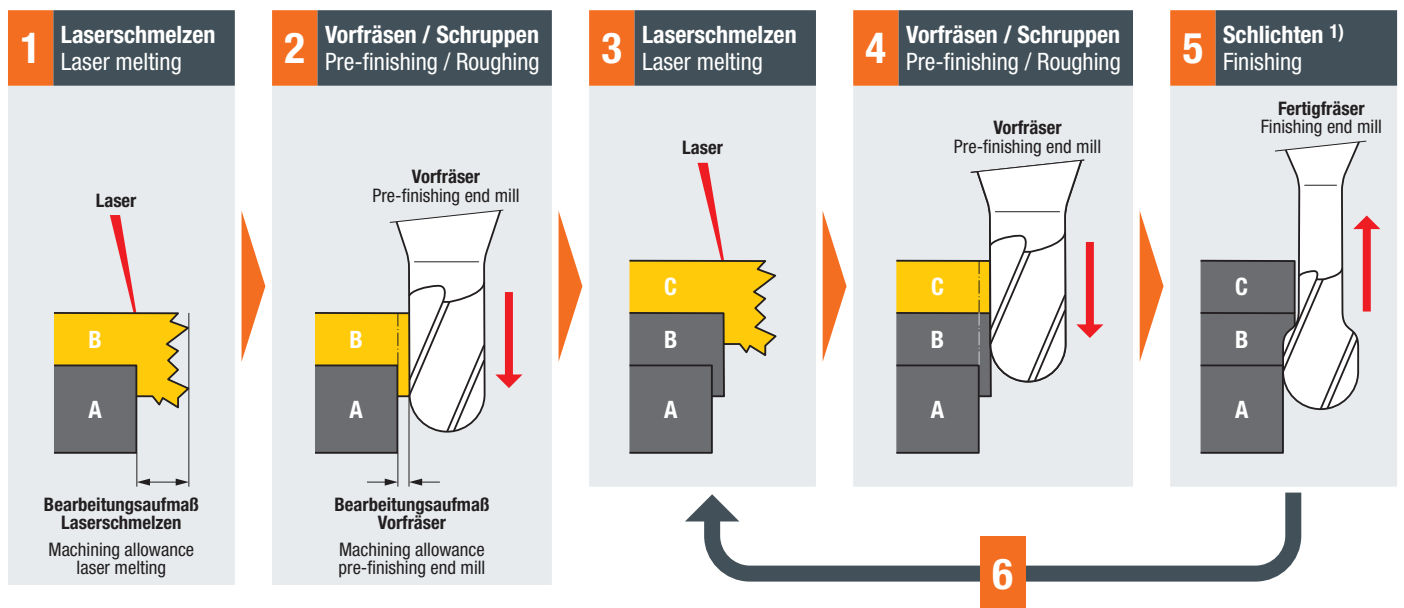 1
Laserschmelzen
Laser melting
Laser
B
A
Bearbeitungsaufmaß
Laserschmelzen
Machining allowance
laser melting
2
Vorfräsen / Schruppen
Pre-finishing / Roughing
Vorfräser
Pre-finishing end mill
B
A
Bearbeitungsaufmaß
Vorfräser
Machining allowance
pre-finishing end mill
3
Laserschmelzen
Laser melting
Laser
C
B
A
4
Vorfräsen / Schruppen
Pre-finishing / Roughing
Vorfräser
Pre-finishing end mill
C
B
A
5
Schlichten 1)
Finishing
Fertigfräser
Finishing end mill
C
B
A
6